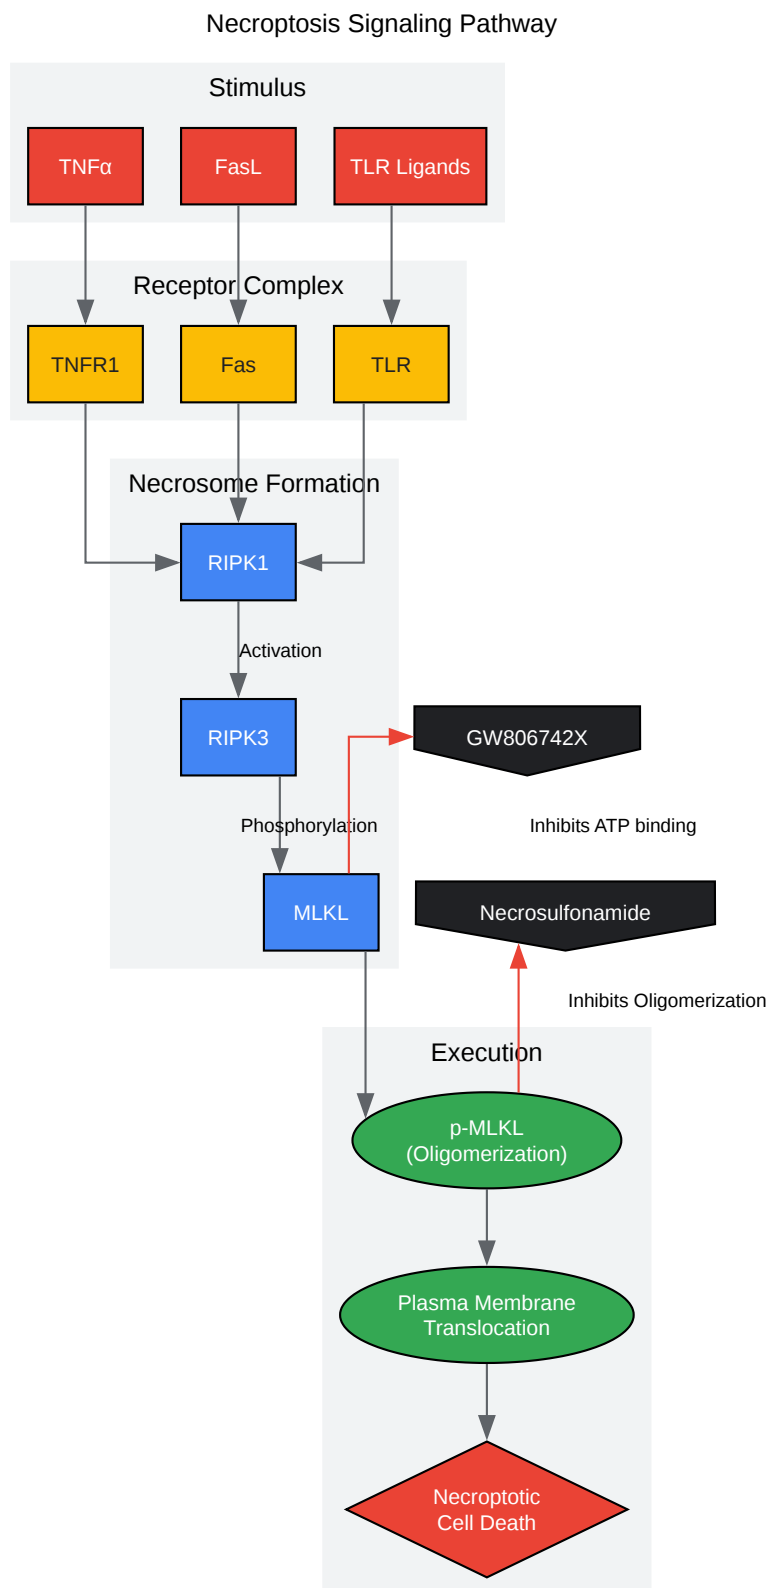 Necroptosis Signaling Pathway
Stimulus
TNFα
FasL
TLR Ligands
Receptor Complex
TNFR1
Fas
TLR
Necrosome Formation
RIPK1
Activation
RIPK3
GW806742X
Phosphorylation
Inhibits ATP binding
MLKL
Necrosulfonamide
Inhibits Oligomerization
Execution
p-MLKL
(Oligomerization)
Plasma Membrane
Translocation
Necroptotic
Cell Death